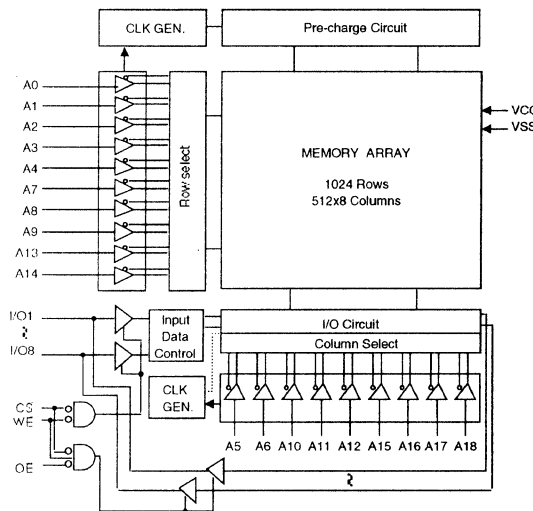 CLK GEN.
Pre-charge Circuit
A0
A1
A2
A3
A4
A7
A8
A9
A13
A14
Row select
MEMORY ARRAY
1024 Rows
512x8 Columns
VCC
VSS
I/O1
I/O8
Input
Data
Control
I/O Circuit
Column Select
CLK
GEN.
CS
WE
OE
A5 A6 A10 A11 A12 A15 A16 A17 A18